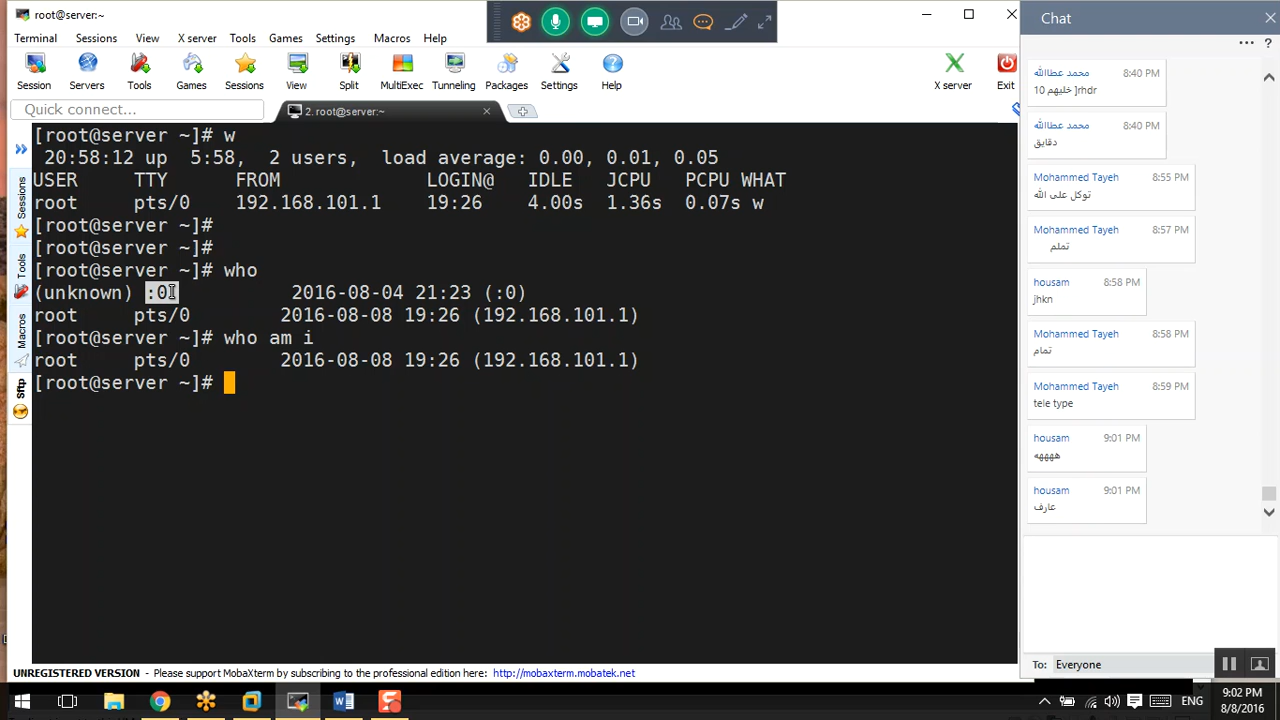 root@server:~
Terminal Sessions View X server Tools Games Settings Macros Help
Session Servers Tools Games Sessions View Split MultiExec Tunneling Packages Settings Help X server Exit
Quick connect...
2. root@server:~
[root@server ~]# w
20:58:12 up 5:58, 2 users, load average: 0.00, 0.01, 0.05
USER TTY FROM LOGIN@ IDLE JCPU PCPU WHAT
root pts/0 192.168.101.1 19:26 4.00s 1.36s 0.07s w
[root@server ~]#
[root@server ~]#
[root@server ~]# who
(unknown) :0 2016-08-04 21:23 (:0)
root pts/0 2016-08-08 19:26 (192.168.101.1)
[root@server ~]# who am i
root pts/0 2016-08-08 19:26 (192.168.101.1)
[root@server ~]#
Sessions
Tools
Macros
Sftp
UNREGISTERED VERSION - Please support MobaXterm by subscribing to the professional edition here: http://mobaxterm.mobatek.net
Chat
محمد عطاالله 8:40 PM
خليهم 10 [rhdr
محمد عطاالله 8:40 PM
دقايق
Mohammed Tayeh 8:55 PM
توكل على الله
Mohammed Tayeh 8:57 PM
تملم
housam 8:58 PM
jhkn
Mohammed Tayeh 8:58 PM
تمام
Mohammed Tayeh 8:59 PM
tele type
housam 9:01 PM
هههههه
housam 9:01 PM
عارف
To: Everyone
ENG
9:02 PM
8/8/2016